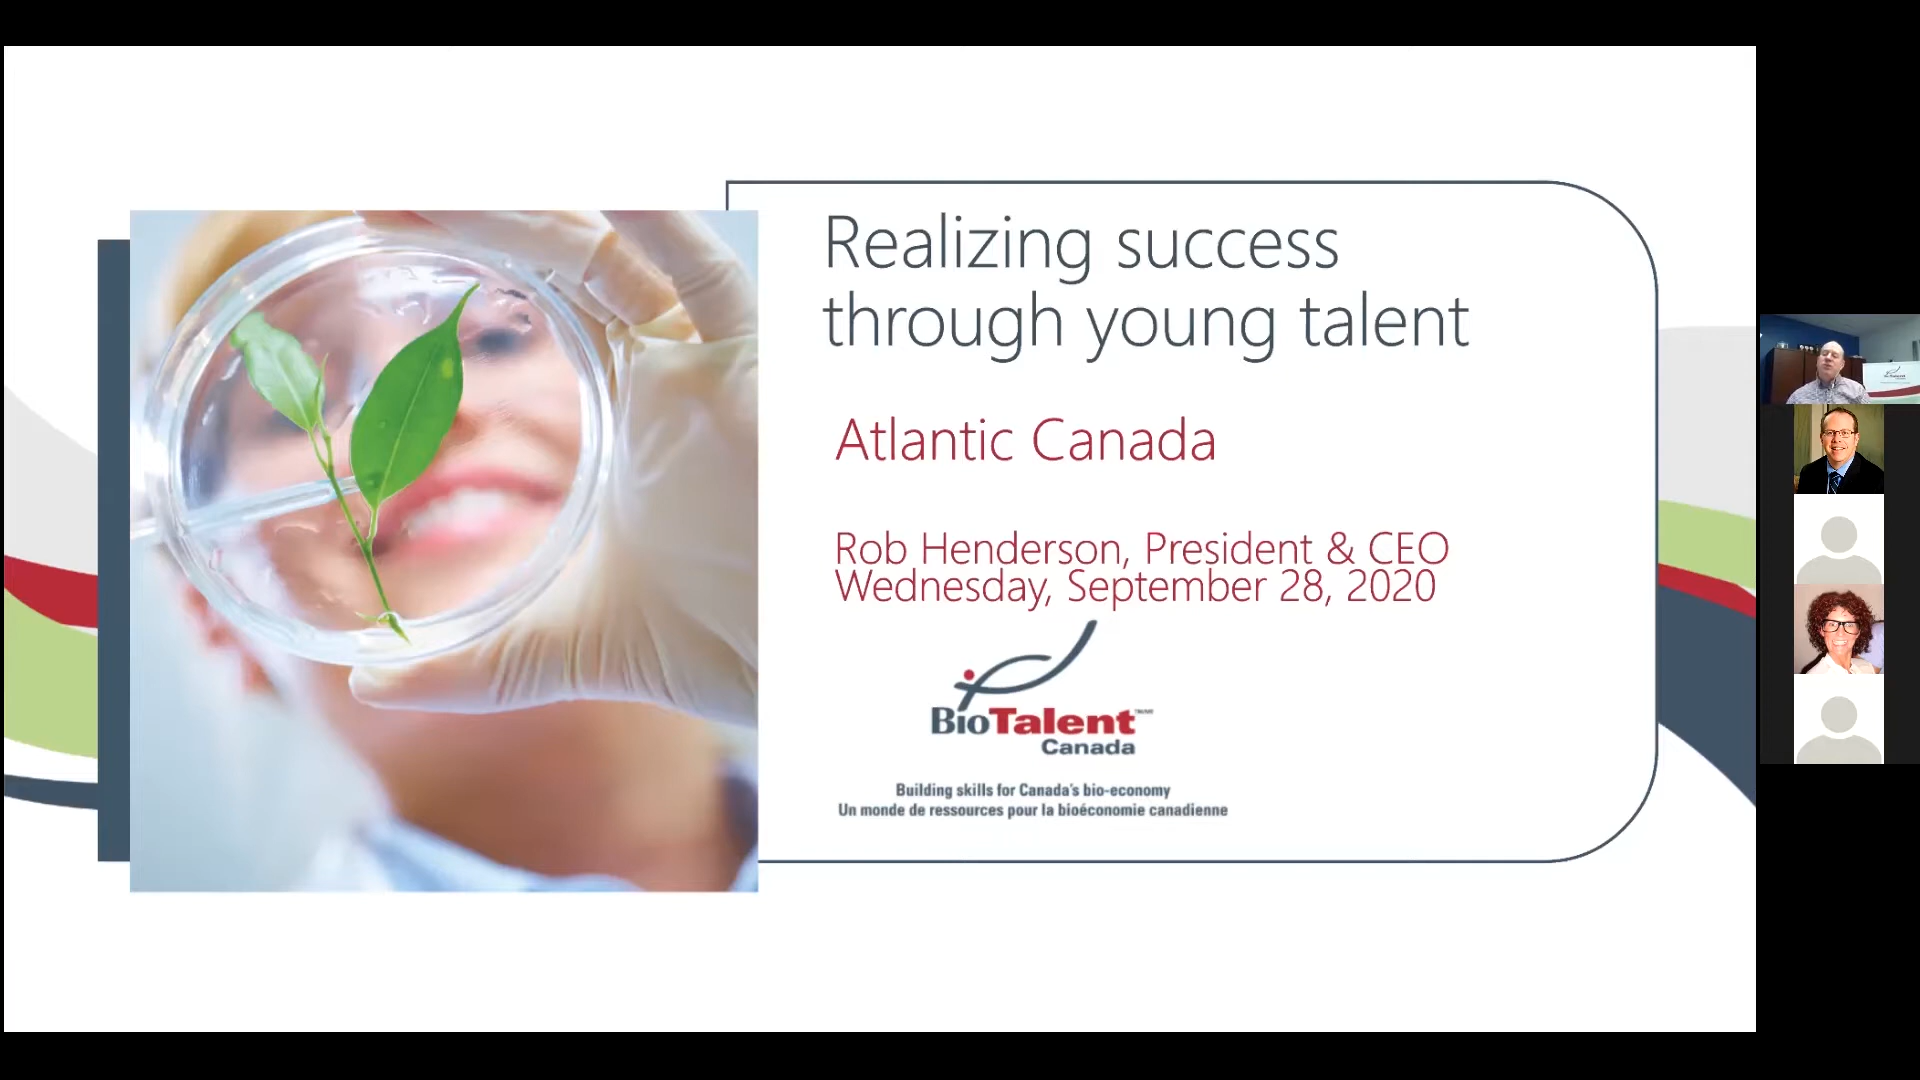 Realizing success
through young talent
Atlantic Canada
Rob Henderson, President & CEO
Wednesday, September 28, 2020
BioTalent
Canada
Building skills for Canada's bio-economy
Un monde de ressources pour la bioéconomie canadienne